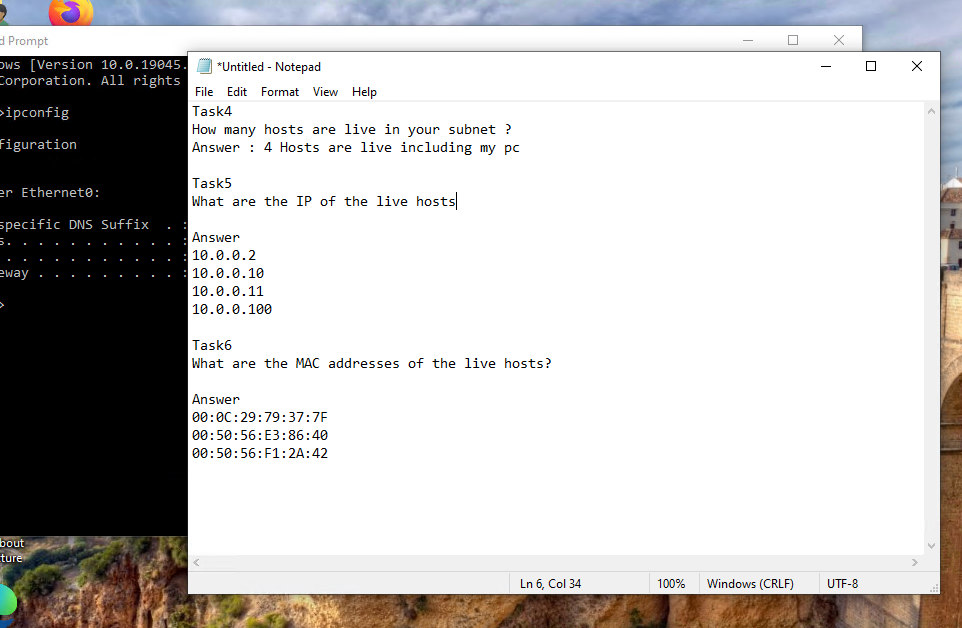 d Prompt
ows [Version 10.0.19045.
Corporation. All rights
>ipconfig
figuration
er Ethernet0:
specific DNS Suffix  . :
s. . . . . . . . . . . :
. . . . . . . . . . . :
eway . . . . . . . . . :
>
*Untitled - Notepad
File Edit Format View Help
Task4
How many hosts are live in your subnet ?
Answer : 4 Hosts are live including my pc
Task5
What are the IP of the live hosts
Answer
10.0.0.2
10.0.0.10
10.0.0.11
10.0.0.100
Task6
What are the MAC addresses of the live hosts?
Answer
00:0C:29:79:37:7F
00:50:56:E3:86:40
00:50:56:F1:2A:42
Ln 6, Col 34 100% Windows (CRLF) UTF-8
bout
ture